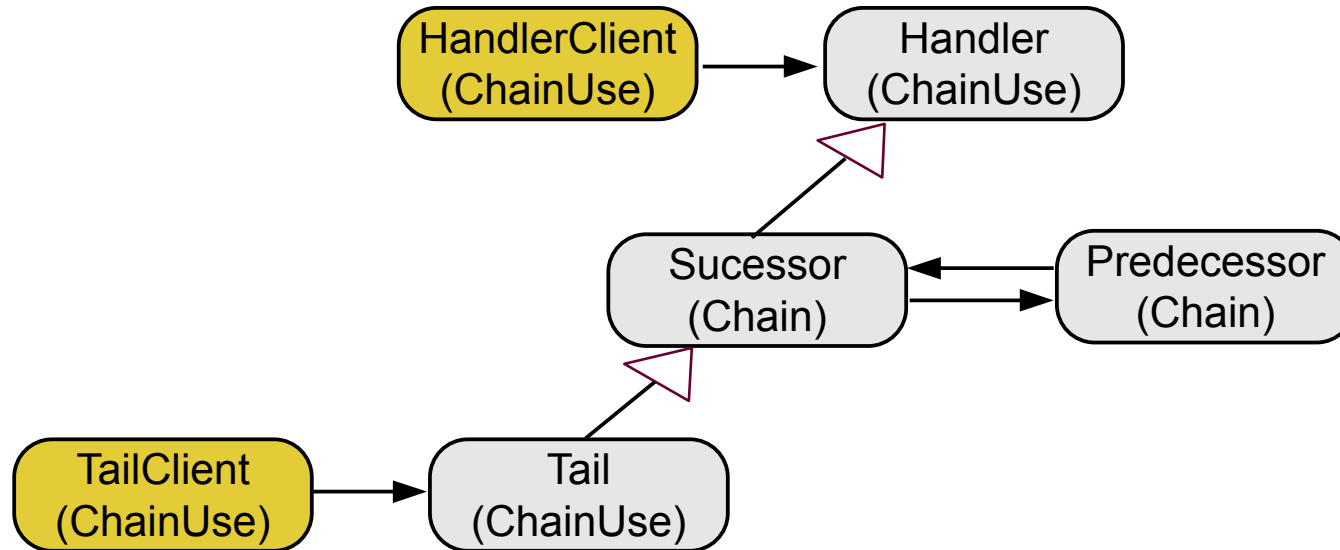 HandlerClient
(ChainUse)
Handler
(ChainUse)
Sucessor
(Chain)
Predecessor
(Chain)
TailClient
(ChainUse)
Tail
(ChainUse)